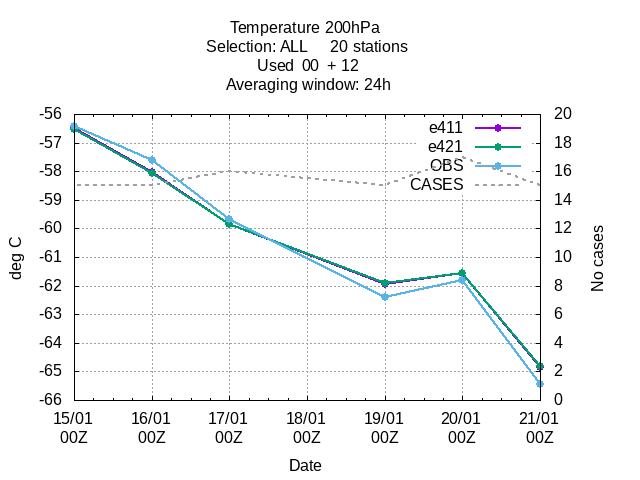 Temperature 200hPa
Selection: ALL     20 stations
Used  00  + 12
Averaging window: 24h
-56
-57
-58
-59
-60
-61
-62
-63
-64
-65
-66
deg C
20
18
16
14
12
10
8
6
4
2
0
No cases
e411
e421
OBS
CASES
15/01 16/01 17/01 18/01 19/01 20/01 21/01
00Z 00Z 00Z 00Z 00Z 00Z 00Z
Date